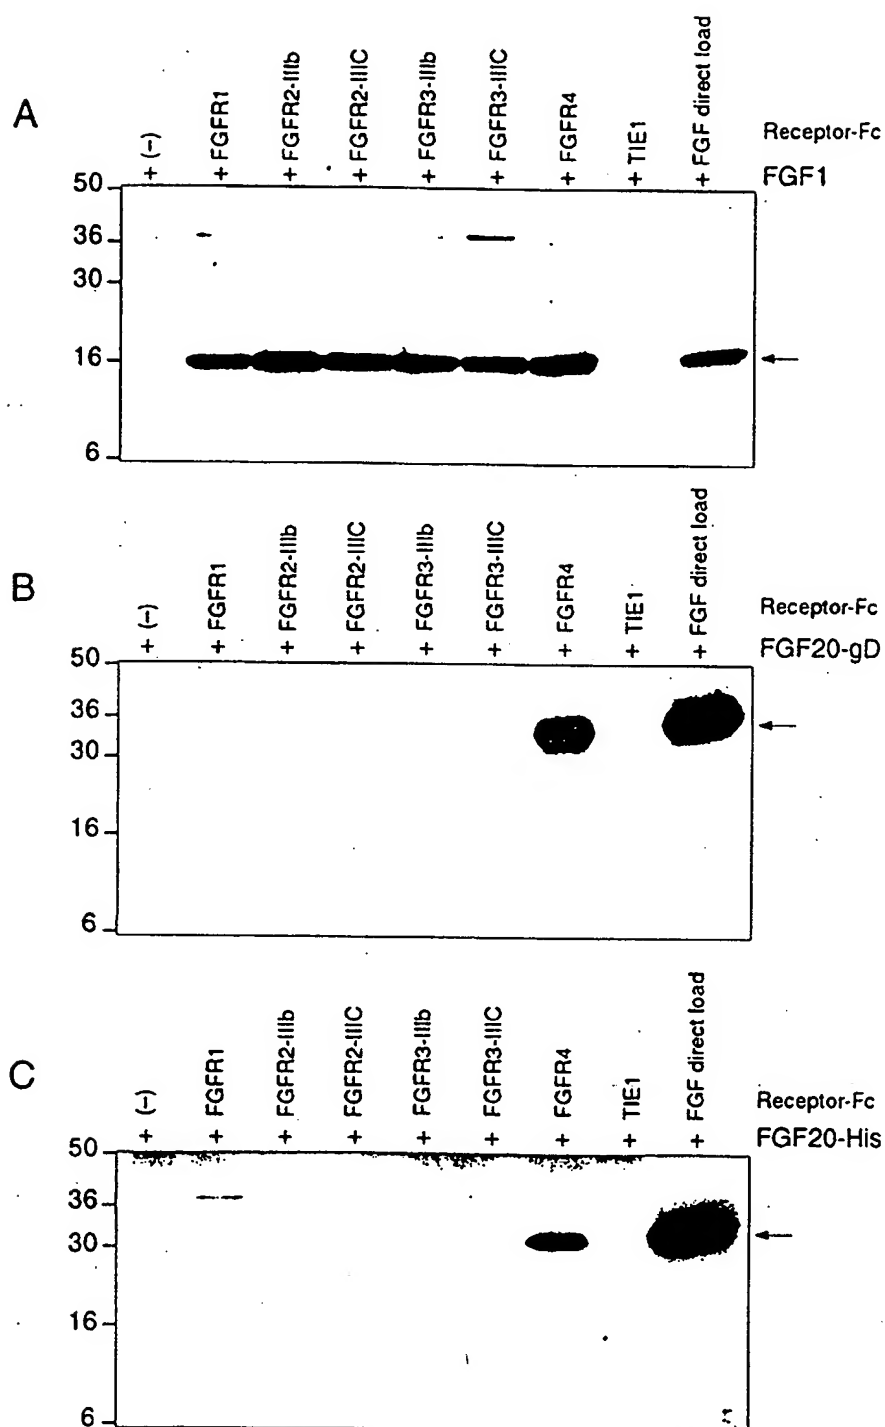 A
+ (–)
+ FGFR1
+ FGFR2-IIIb
+ FGFR2-IIIC
+ FGFR3-IIIb
+ FGFR3-IIIC
+ FGFR4
+ TIE1
+ FGF direct load
Receptor-Fc
FGF1
50
36
30
16
6
B
+ (–)
+ FGFR1
+ FGFR2-IIIb
+ FGFR2-IIIC
+ FGFR3-IIIb
+ FGFR3-IIIC
+ FGFR4
+ TIE1
+ FGF direct load
Receptor-Fc
FGF20-gD
50
36
30
16
6
C
+ (–)
+ FGFR1
+ FGFR2-IIIb
+ FGFR2-IIIC
+ FGFR3-IIIb
+ FGFR3-IIIC
+ FGFR4
+ TIE1
+ FGF direct load
Receptor-Fc
FGF20-His
50
36
30
16
6